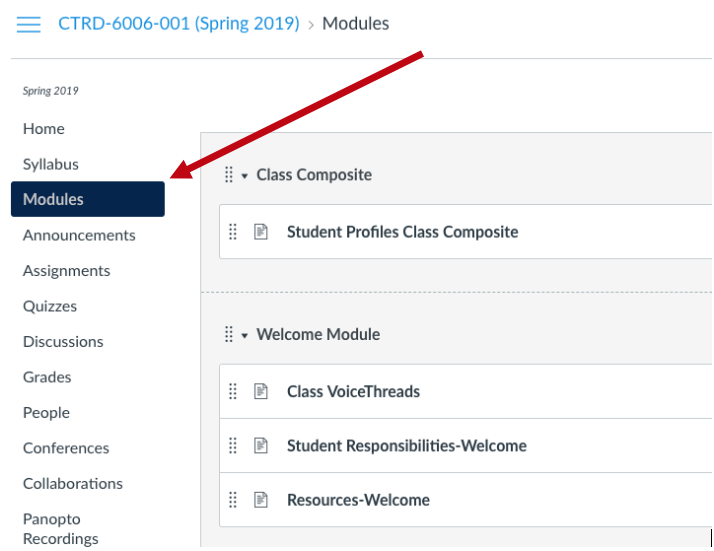 CTRD-6006-001 (Spring 2019) › Modules
Spring 2019
Home
Syllabus
Modules
Announcements
Assignments
Quizzes
Discussions
Grades
People
Conferences
Collaborations
Panopto
Recordings
Class Composite
Student Profiles Class Composite
Welcome Module
Class VoiceThreads
Student Responsibilities-Welcome
Resources-Welcome